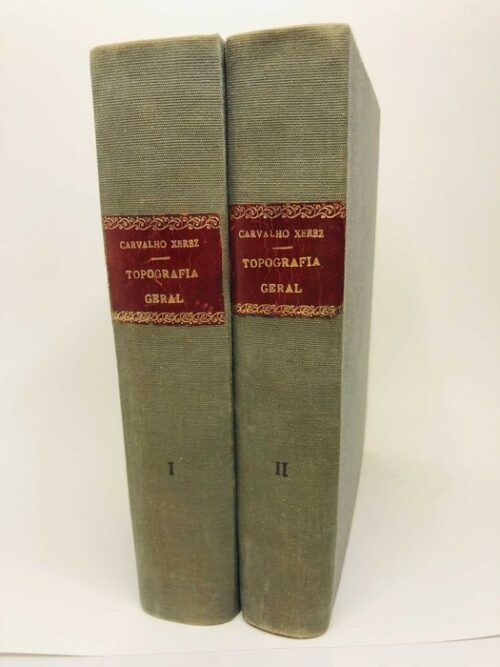 CARVALHO XEREZ
TOPOGRAFIA
GERAL
I
CARVALHO XEREZ
TOPOGRAFIA
GERAL
II